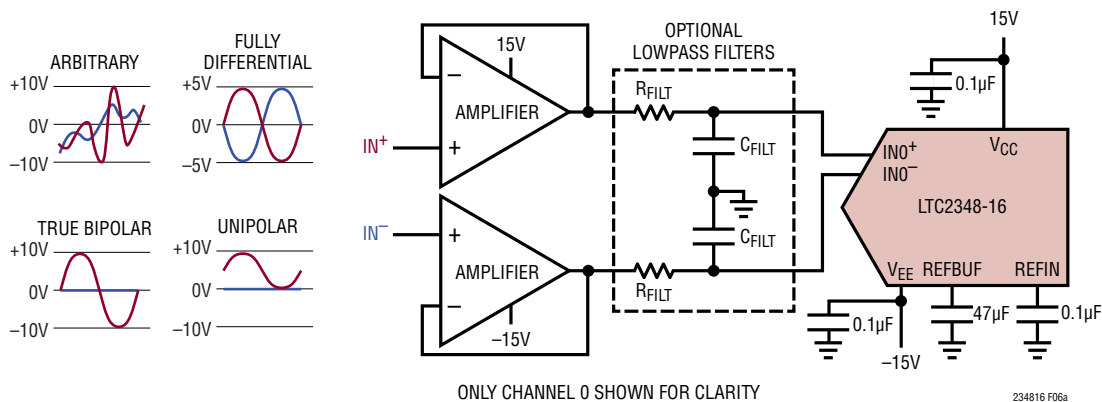 ARBITRARY
+10V
0V
–10V
FULLY
DIFFERENTIAL
+5V
0V
–5V
TRUE BIPOLAR
+10V
0V
–10V
UNIPOLAR
+10V
0V
–10V
15V
–
AMPLIFIER
+
IN+
IN–
+
AMPLIFIER
–
–15V
OPTIONAL
LOWPASS FILTERS
RFILT
CFILT
CFILT
RFILT
15V
0.1µF
VCC
IN0+
IN0–
LTC2348-16
VEE
REFBUF
REFIN
0.1µF
–15V
47µF
0.1µF
ONLY CHANNEL 0 SHOWN FOR CLARITY
234816 F06a